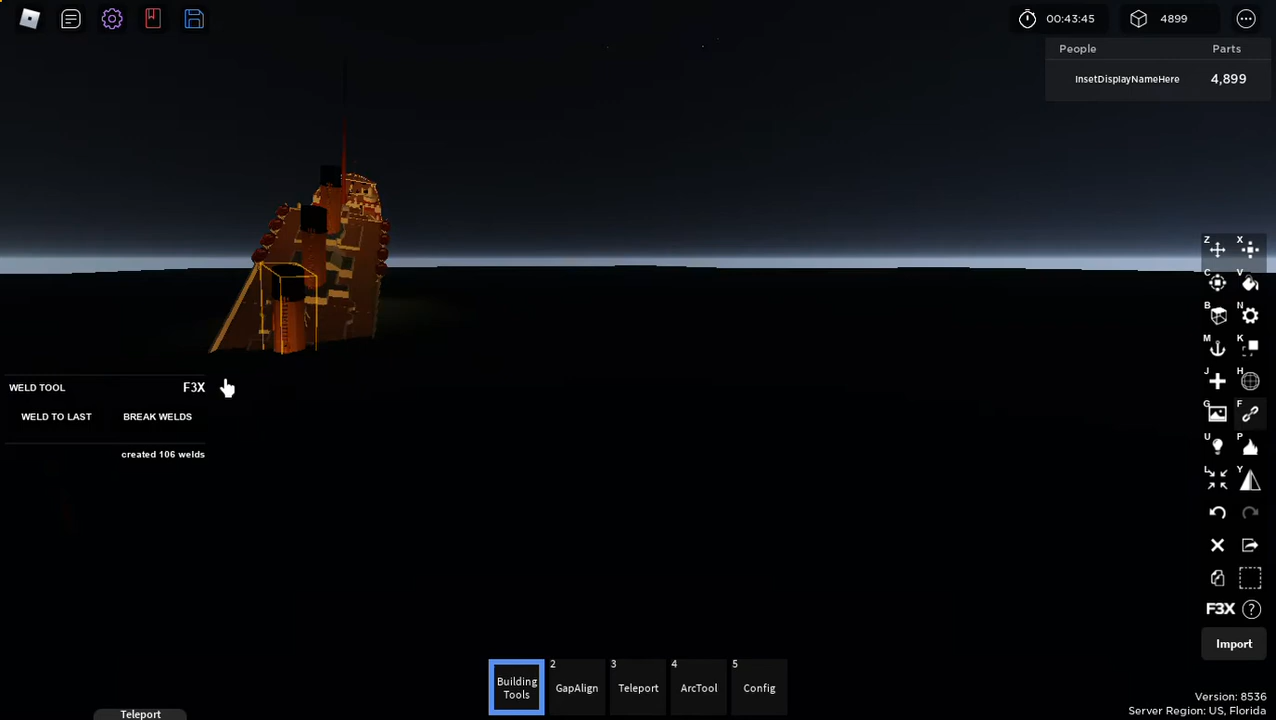 00:43:45
4899
People Parts
InsetDisplayNameHere 4,899
Z X
C V
B N
M K
J H
G F
U P
L Y
WELD TOOL F3X
WELD TO LAST BREAK WELDS
created 106 welds
F3X ?
Import
Building Tools
2 GapAlign
3 Teleport
4 ArcTool
5 Config
Teleport
Version: 8536
Server Region: US, Florida